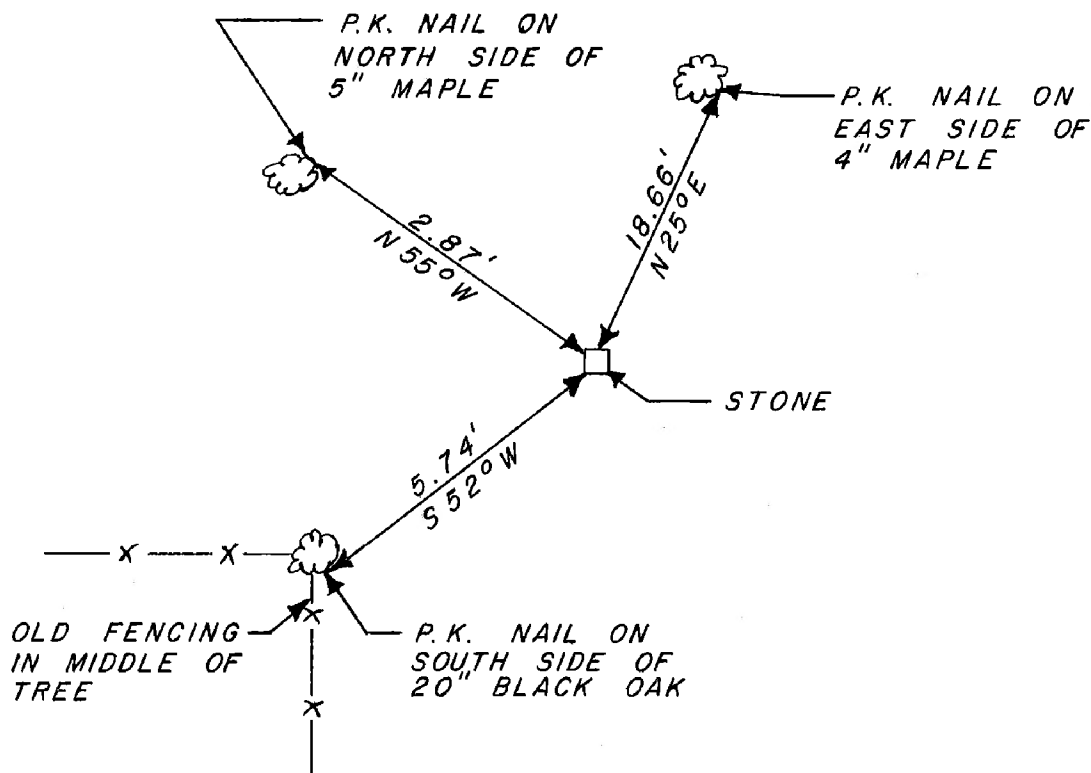 P.K. NAIL ON
NORTH SIDE OF
5" MAPLE
P.K. NAIL ON
EAST SIDE OF
4" MAPLE
2.87'
N 55° W
18.66'
N 25° E
STONE
5.74'
S 52° W
X X
X
X
OLD FENCING
IN MIDDLE OF
TREE
P.K. NAIL ON
SOUTH SIDE OF
20" BLACK OAK